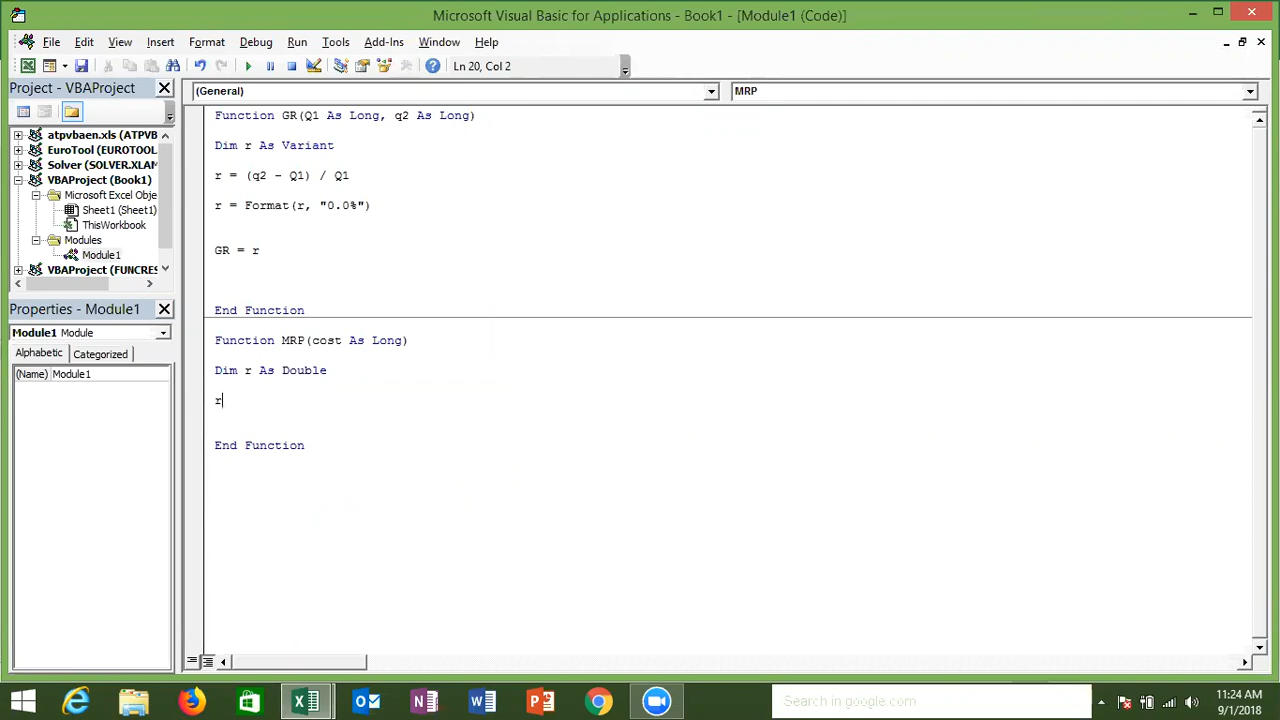 Microsoft Visual Basic for Applications - Book1 - [Module1 (Code)]
File Edit View Insert Format Debug Run Tools Add-Ins Window Help
Ln 20, Col 2
Project - VBAProject
(General)
MRP
atpvbaen.xls (ATPVB
EuroTool (EUROTOOL
Solver (SOLVER.XLAM
VBAProject (Book1)
Microsoft Excel Obje
Sheet1 (Sheet1)
ThisWorkbook
Modules
Module1
VBAProject (FUNCRES
Properties - Module1
Module1 Module
Alphabetic Categorized
(Name) Module1
Function GR(Q1 As Long, q2 As Long)
Dim r As Variant
r = (q2 - Q1) / Q1
r = Format(r, "0.0%")
GR = r
End Function
Function MRP(cost As Long)
Dim r As Double
r
End Function
Search in google.com
11:24 AM
9/1/2018